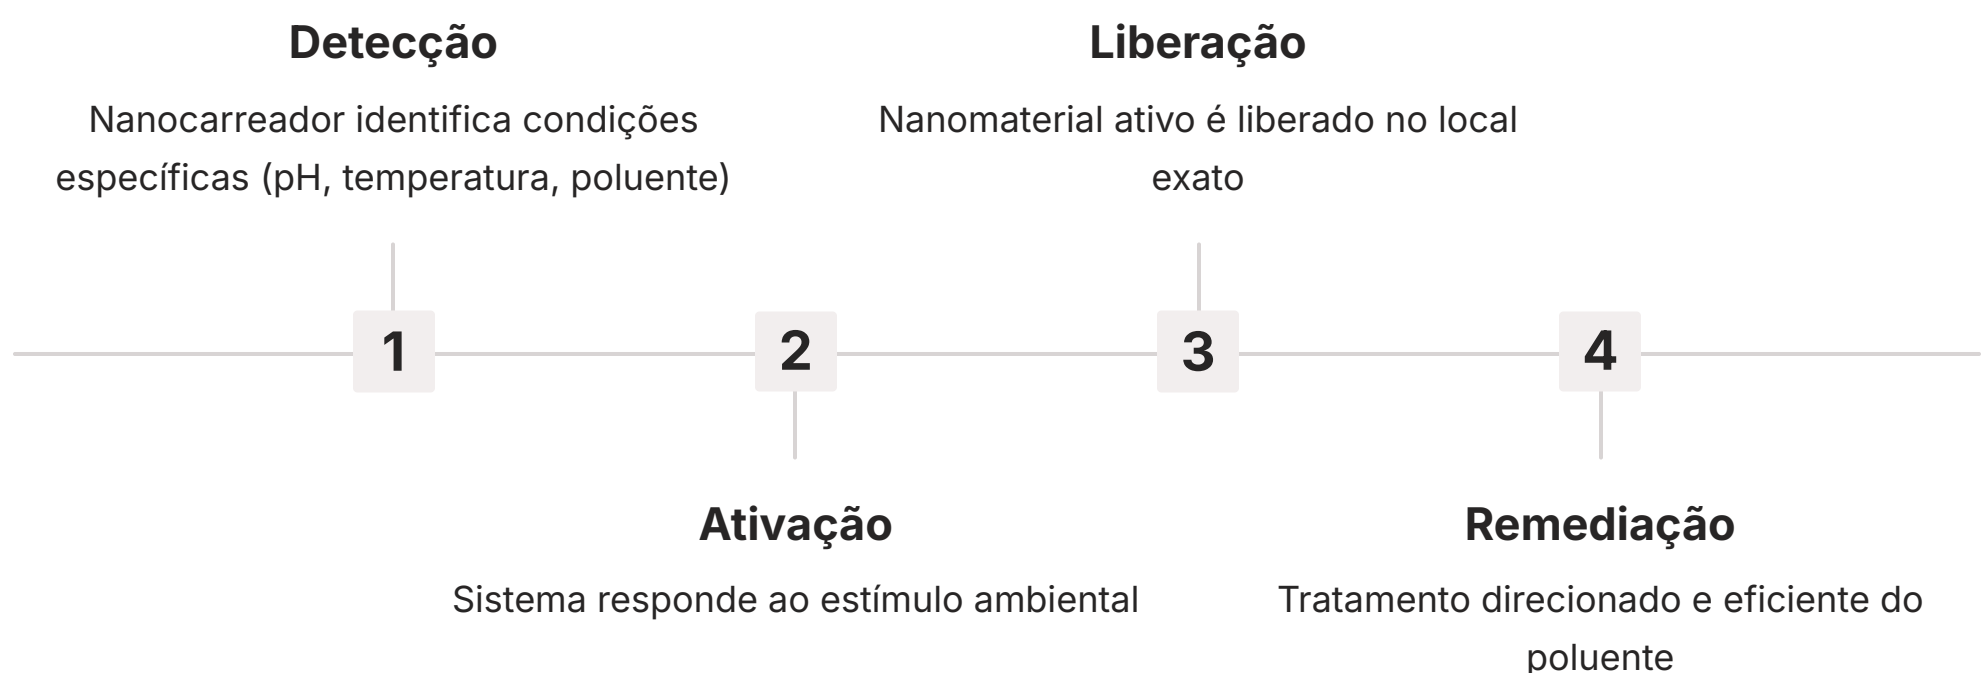 Detecção
Nanocarreador identifica condições
específicas (pH, temperatura, poluente)
Liberação
Nanomaterial ativo é liberado no local
exato
1
2
3
4
Ativação
Sistema responde ao estímulo ambiental
Remediação
Tratamento direcionado e eficiente do
poluente